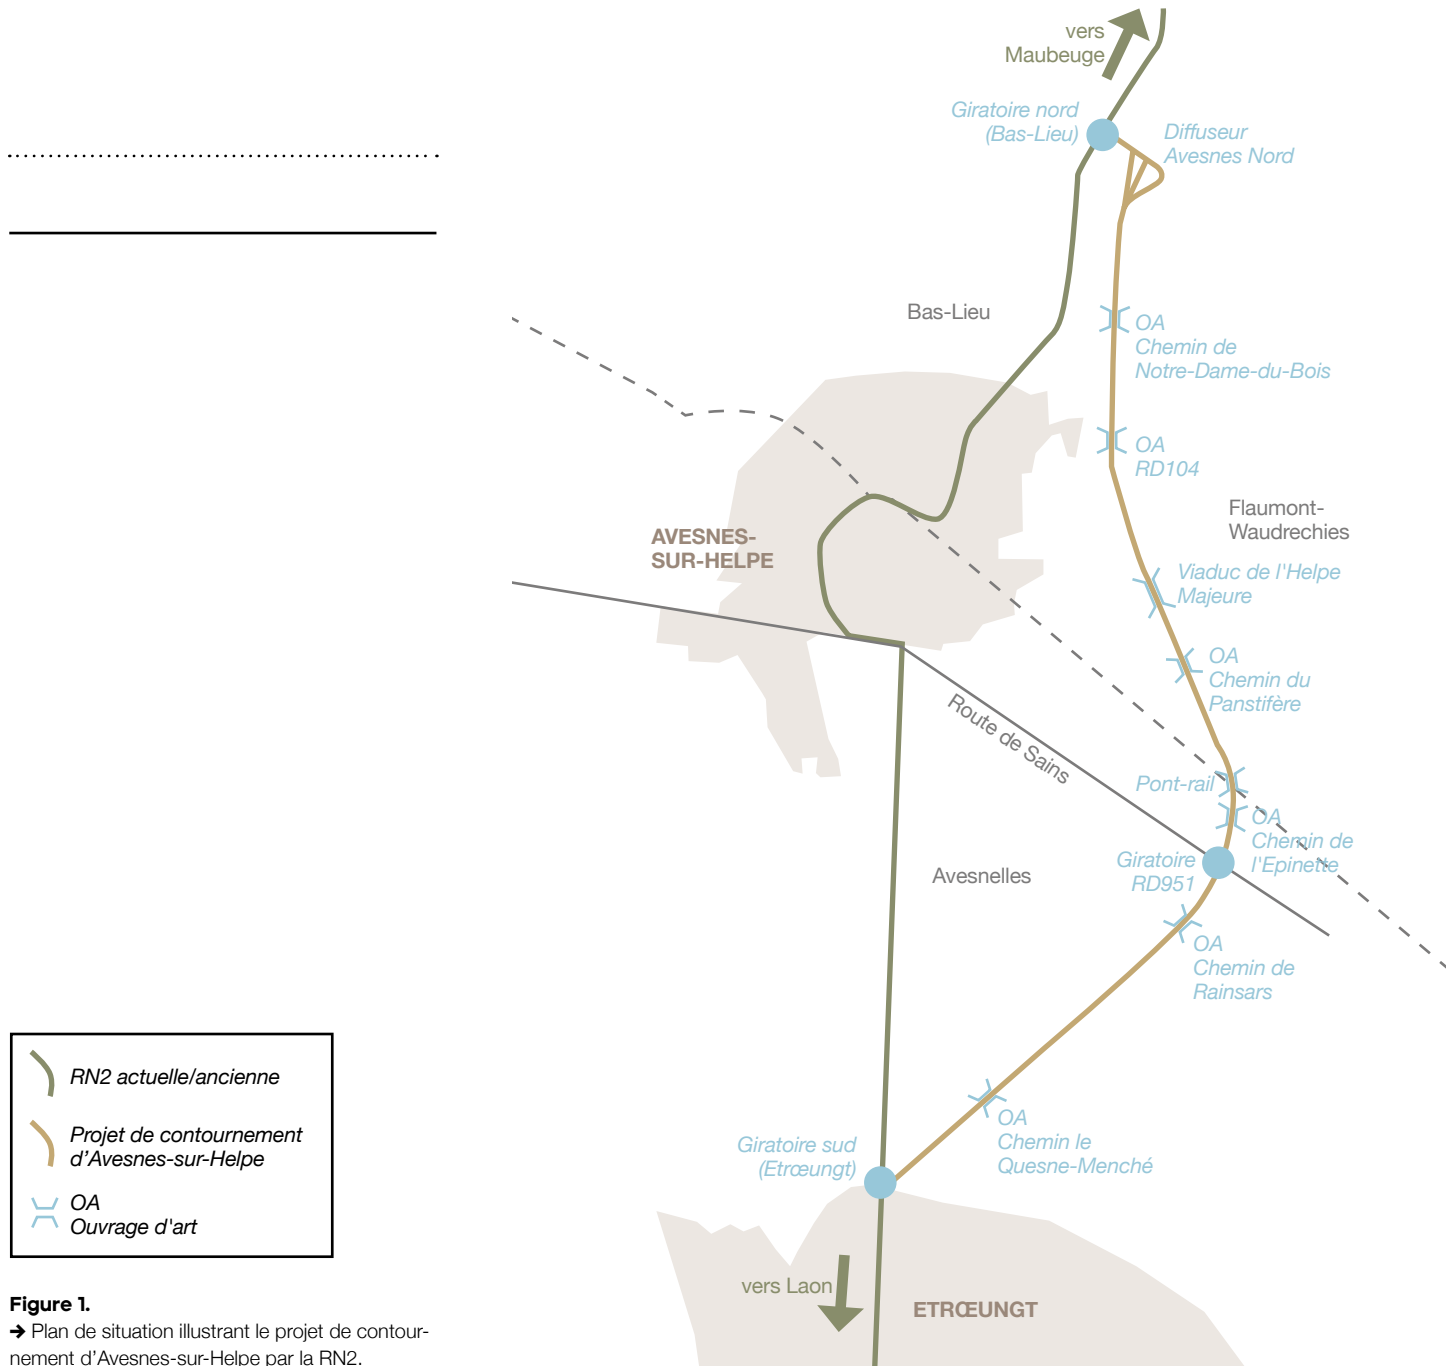 vers
Maubeuge
Giratoire nord
(Bas-Lieu)
Diffuseur
Avesnes Nord
Bas-Lieu
OA
Chemin de
Notre-Dame-du-Bois
OA
RD104
Flaumont-
Waudrechies
AVESNES-
SUR-HELPE
Viaduc de l'Helpe
Majeure
OA
Chemin du
Panstifère
Route de Sains
Pont-rail
OA
Chemin de
l'Epinette
Giratoire
RD951
Avesnelles
OA
Chemin de
Rainsars
OA
Chemin le
Quesne-Menché
Giratoire sud
(Etrœungt)
vers Laon
ETRŒUNGT
RN2 actuelle/ancienne
Projet de contournement
d’Avesnes-sur-Helpe
OA
Ouvrage d'art
Figure 1.
➔ Plan de situation illustrant le projet de contour-
nement d’Avesnes-sur-Helpe par la RN2.